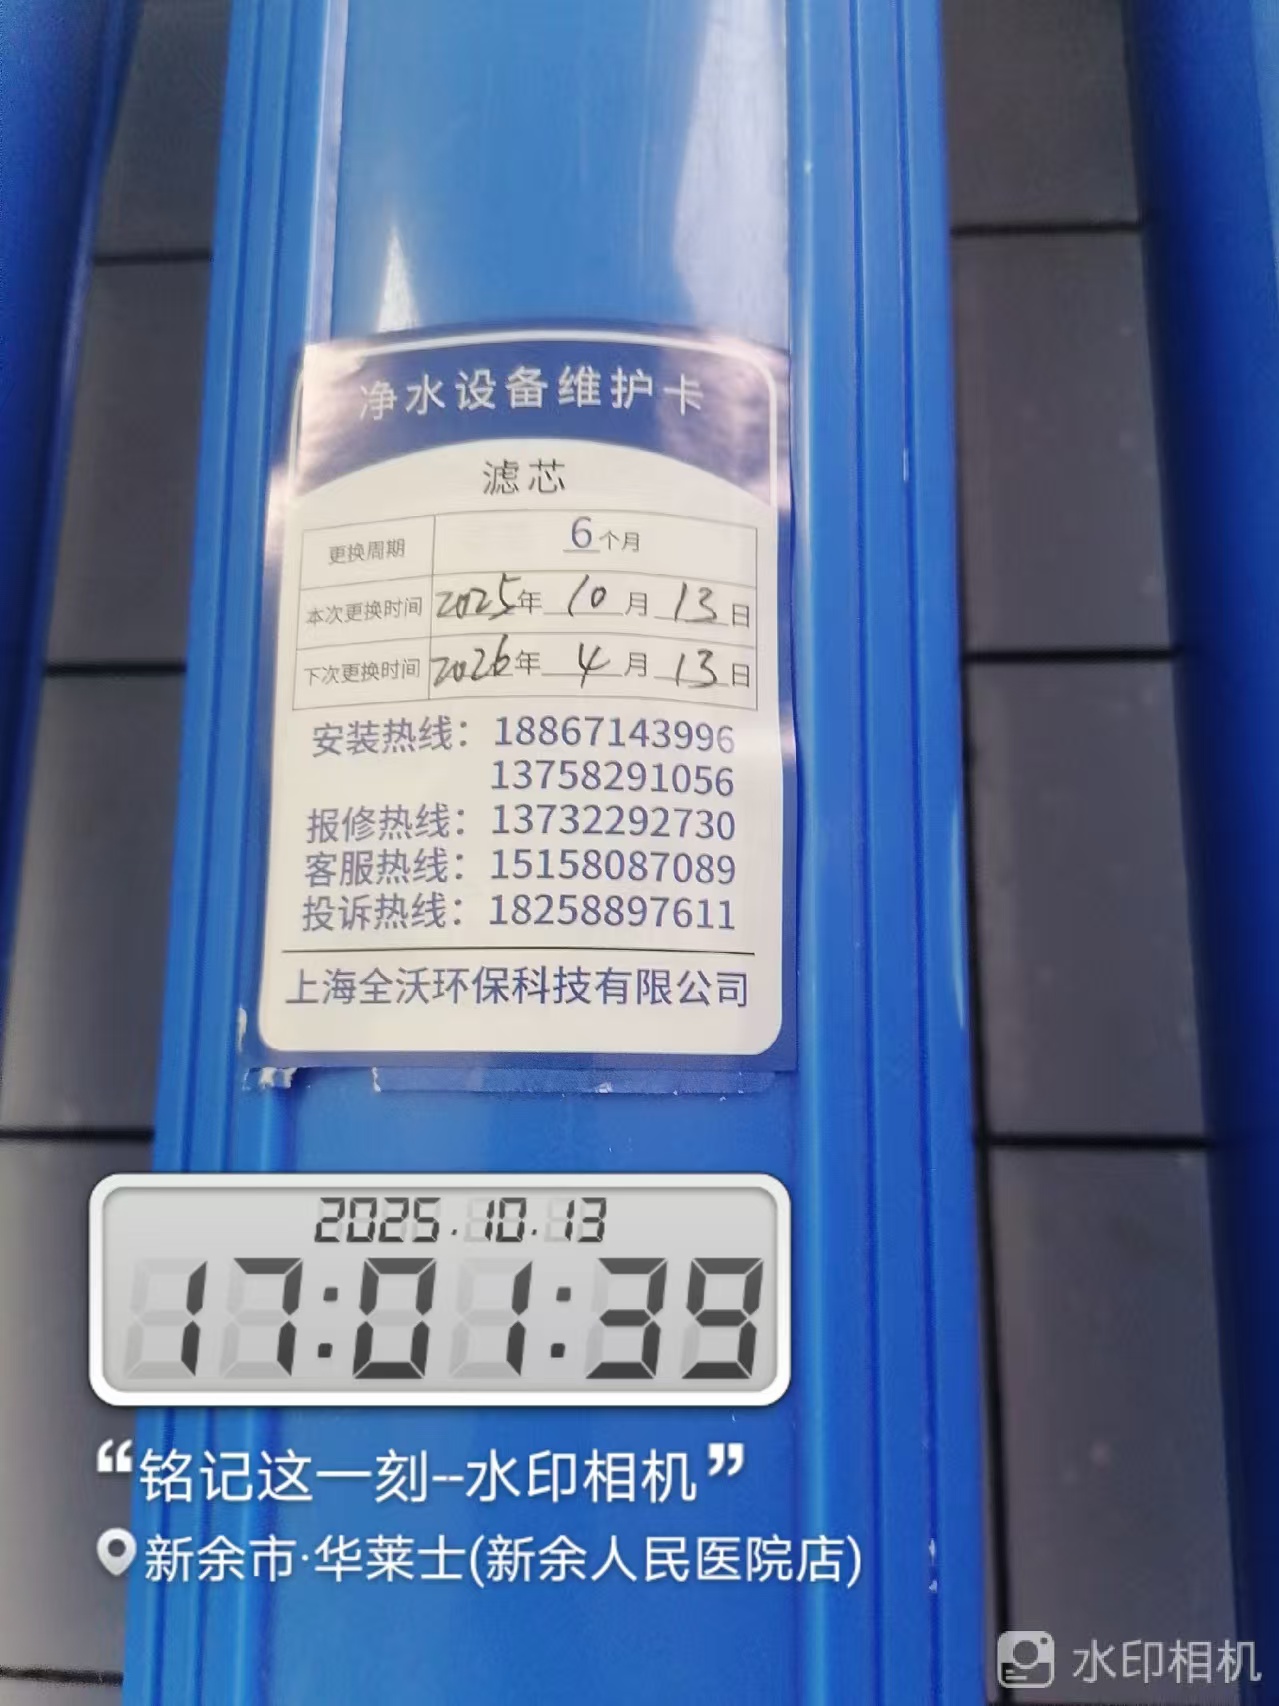 净水设备维护卡
滤芯
更换周期 6个月
本次更换时间 2025年10月13日
下次更换时间 2026年4月13日
安装热线：18867143996
13758291056
报修热线：13732292730
客服热线：15158087089
投诉热线：18258897611
上海全沃环保科技有限公司
2025.10.13
17:01:39
“铭记这一刻--水印相机”
新余市·华莱士(新余人民医院店)
水印相机